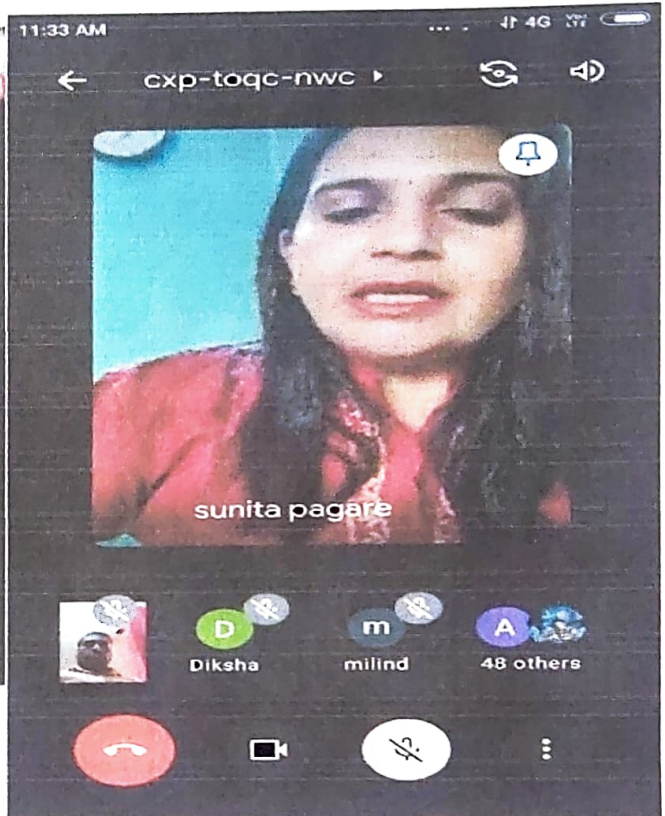 11:33 AM
4G
cxp-toqc-nwc
sunita pagare
D
m
A
Diksha
milind
48 others